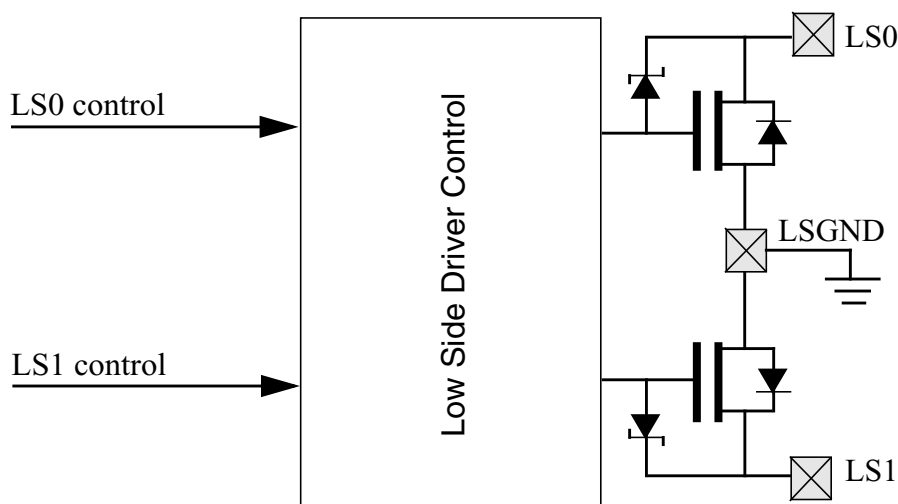 LS0
LS0 control
Low Side Driver Control
LSGND
LS1 control
LS1